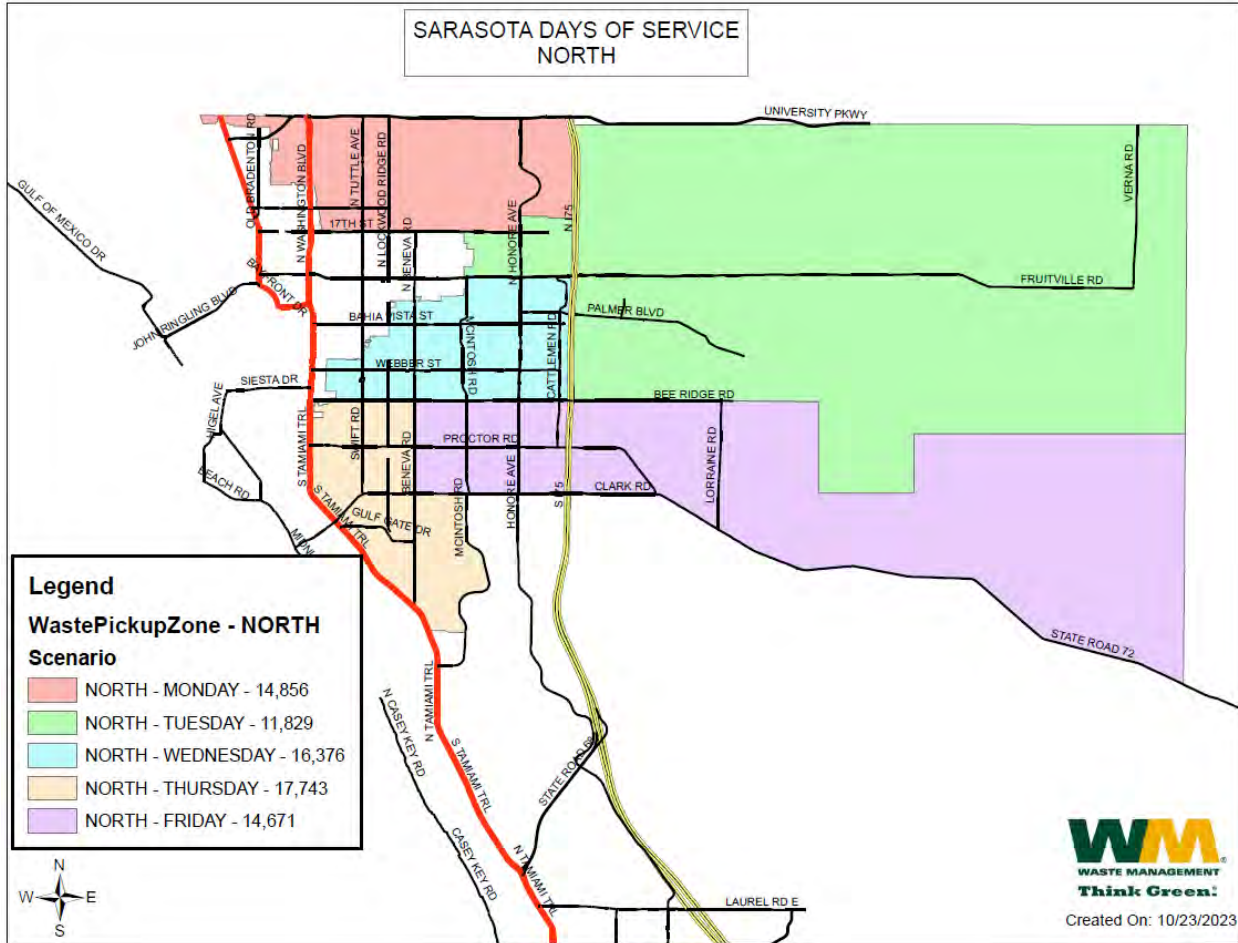 SARASOTA DAYS OF SERVICE
NORTH
UNIVERSITY PKWY
OLD BRADENTON RD
N WASHINGTON BLVD
N TUTTLE AVE
N LOCKWOOD RIDGE RD
N HONORE AVE
N I75
VERNA RD
GULF OF MEXICO DR
17TH ST
N BENEVA RD
BAYFRONT DR
FRUITVILLE RD
JOHN RINGLING BLVD
BAHIA VISTA ST
MCINTOSH RD
CATTLEMEN RD
PALMER BLVD
WEBBER ST
SIESTA DR
BEE RIDGE RD
HIGEL AVE
S TAMIAMI TRL
SWIFT RD
BENEVA RD
PROCTOR RD
LORRAINE RD
BEACH RD
S TAMIAMI TRL
GULF GATE DR
MCINTOSH RD
HONORE AVE
S I75
CLARK RD
STATE ROAD 72
N TAMIAMI TRL
N CASEY KEY RD
S TAMIAMI TRL
STATE ROAD 68
CASEY KEY RD
N TAMIAMI TRL
LAUREL RD E
Legend
WastePickupZone - NORTH
Scenario
NORTH - MONDAY - 14,856
NORTH - TUESDAY - 11,829
NORTH - WEDNESDAY - 16,376
NORTH - THURSDAY - 17,743
NORTH - FRIDAY - 14,671
N
W E
S
WM
WASTE MANAGEMENT
Think Green.
Created On: 10/23/2023